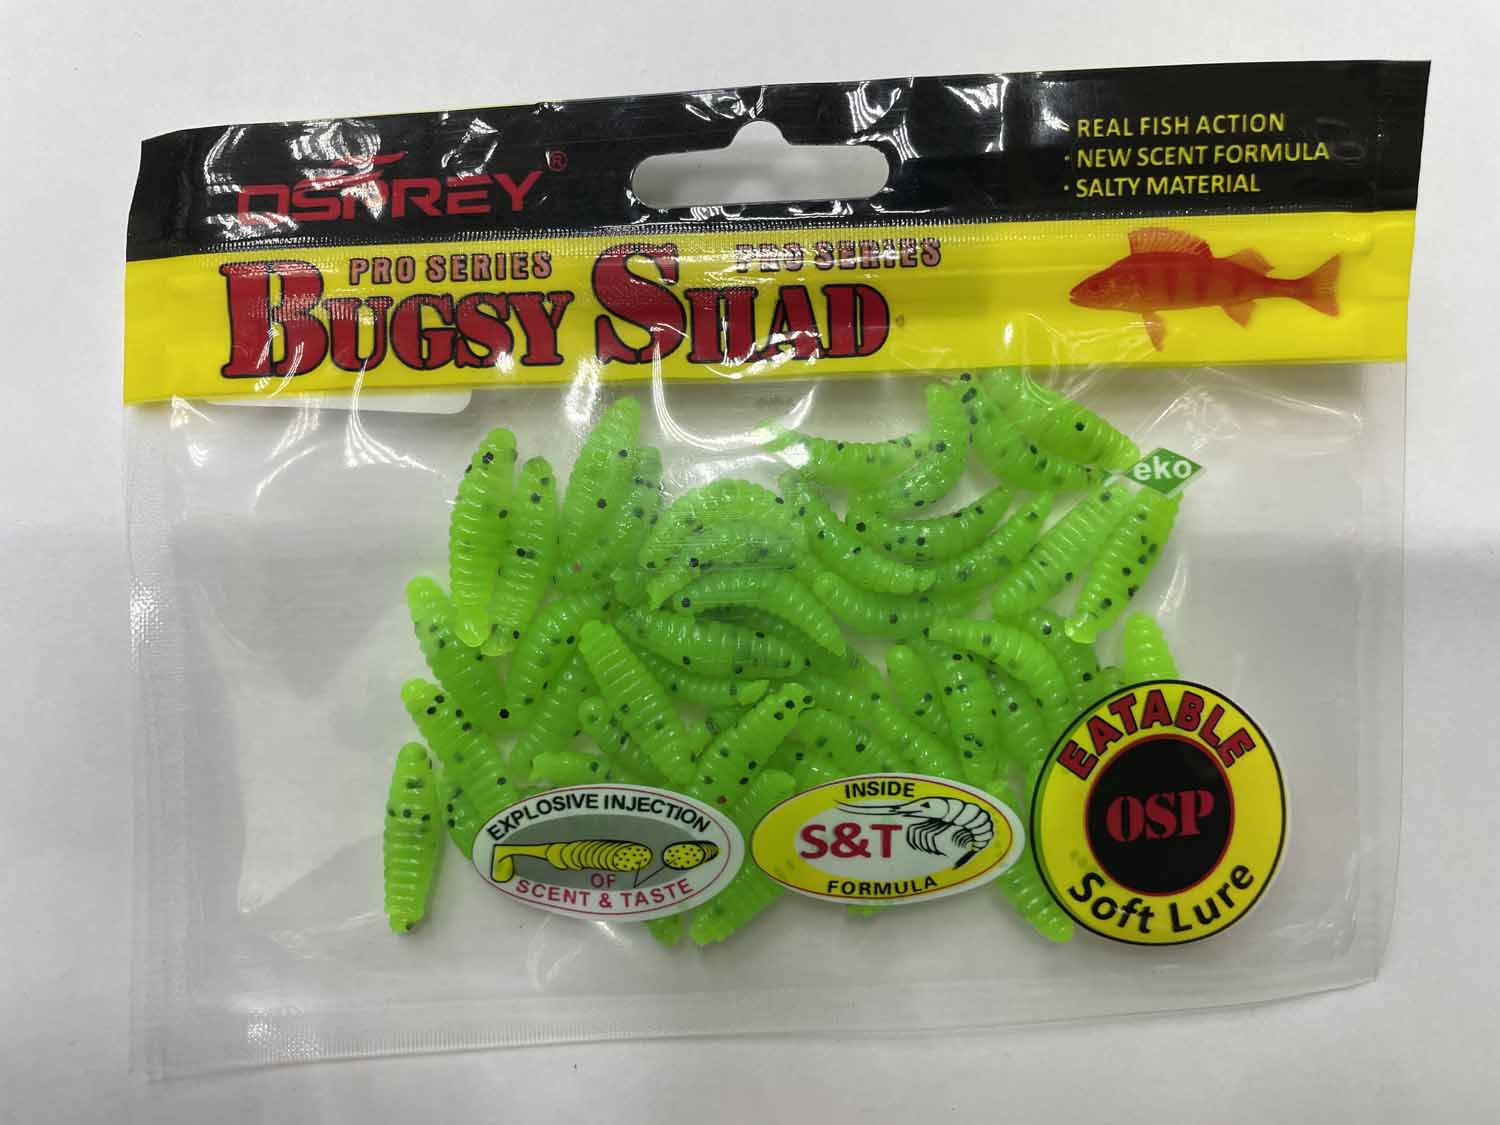 OSPREY®
· REAL FISH ACTION
· NEW SCENT FORMULA
· SALTY MATERIAL
PRO SERIES PRO SERIES
BUGSY SHAD
eko
EXPLOSIVE INJECTION
OF
SCENT & TASTE
INSIDE
S&T
FORMULA
EATABLE
OSP
Soft Lure